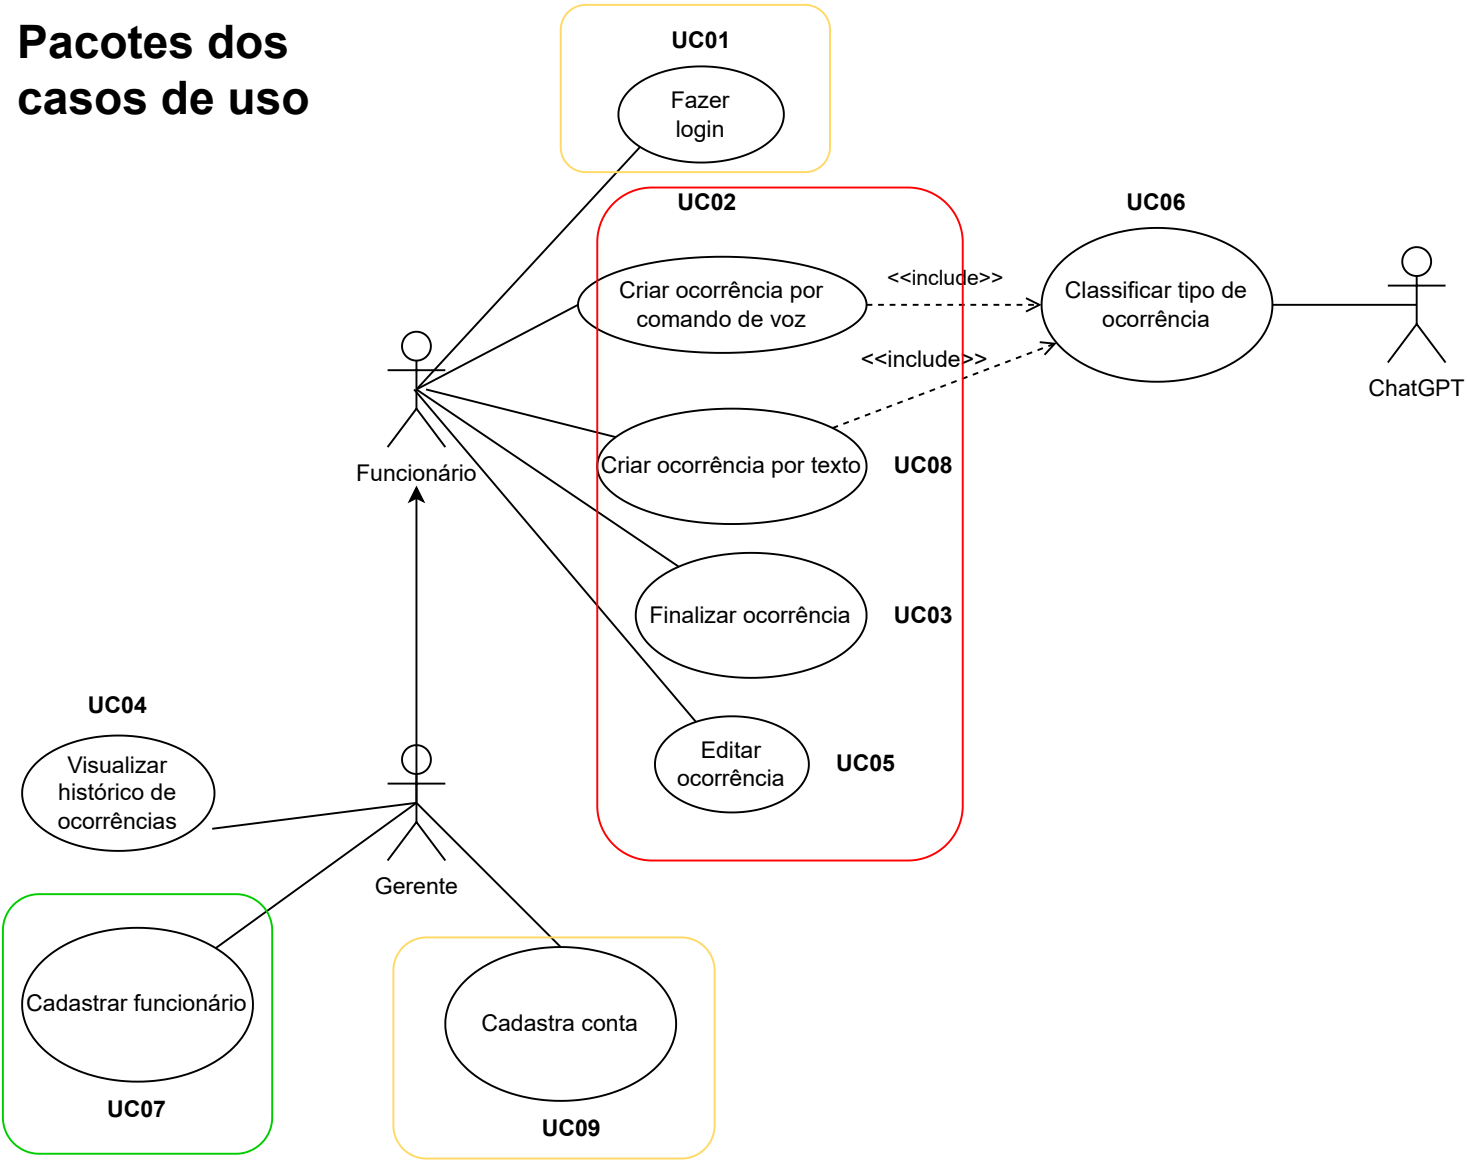 Pacotes dos
casos de uso
UC01
Fazer
login
UC02
Criar ocorrência por
comando de voz
<<include>>
UC06
Classificar tipo de
ocorrência
ChatGPT
<<include>>
Funcionário
Criar ocorrência por texto
UC08
Finalizar ocorrência
UC03
Editar
ocorrência
UC05
UC04
Visualizar
histórico de
ocorrências
Gerente
Cadastrar funcionário
UC07
Cadastra conta
UC09